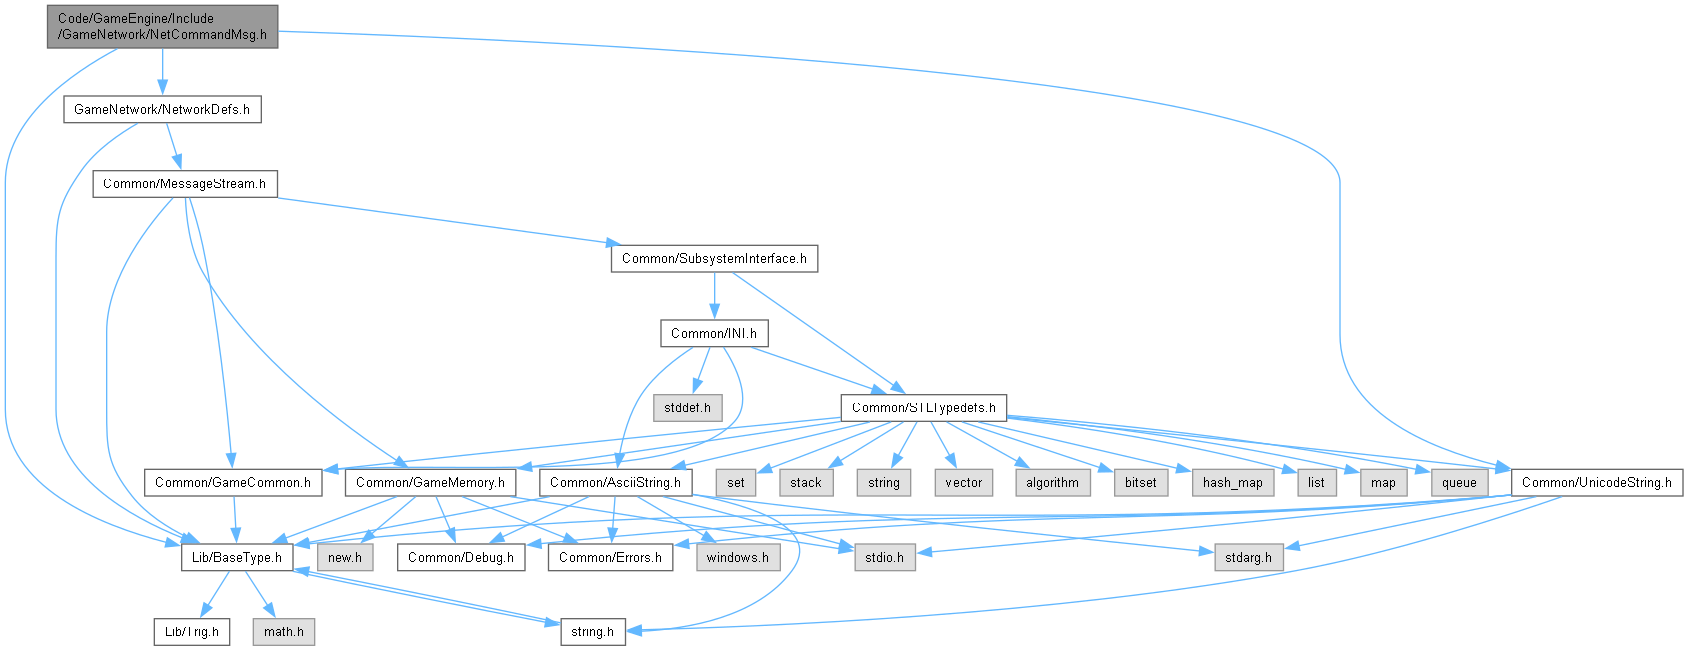 Code/GameEngine/Include
/GameNetwork/NetCommandMsg.h
GameNetwork/NetworkDefs.h
Common/MessageStream.h
Common/SubsystemInterface.h
Common/INI.h
stddef.h
Common/STLTypedefs.h
Common/GameCommon.h
Common/GameMemory.h
Common/AsciiString.h
set
stack
string
vector
algorithm
bitset
hash_map
list
map
queue
Common/UnicodeString.h
Lib/BaseType.h
new.h
Common/Debug.h
Common/Errors.h
windows.h
stdio.h
stdarg.h
Lib/Trig.h
math.h
string.h